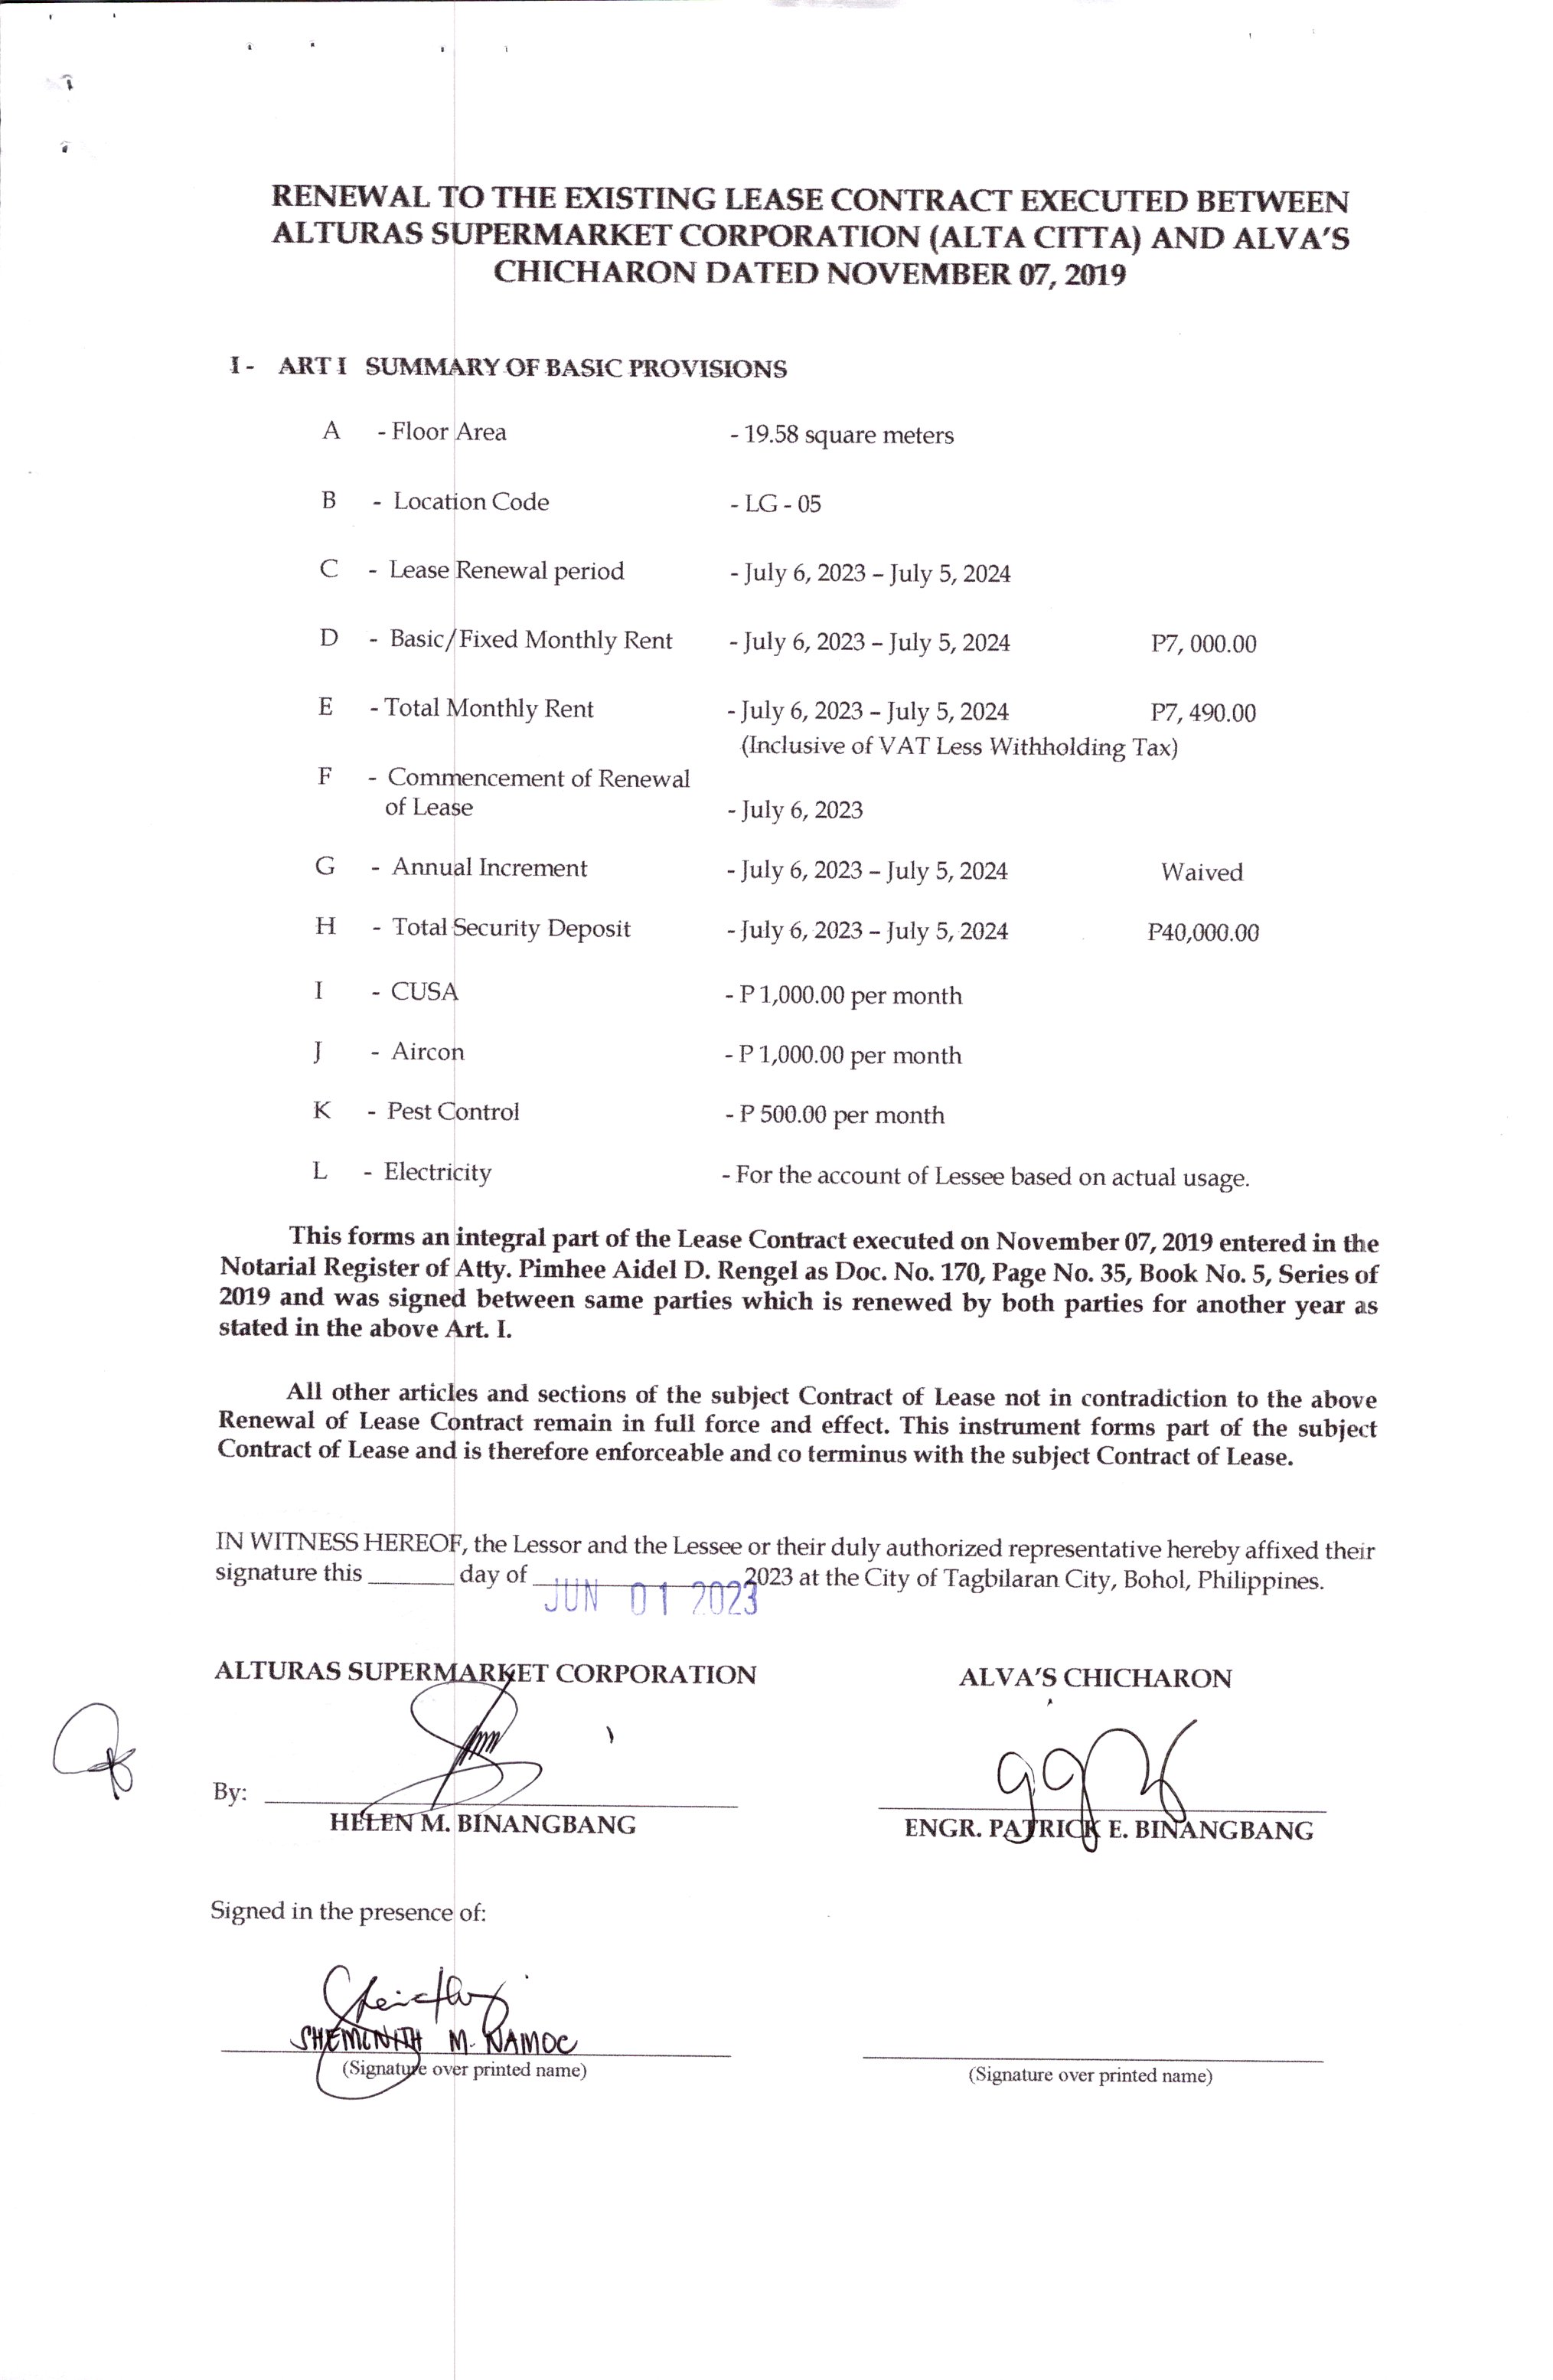 RENEWAL TO THE EXISTING LEASE CONTRACT EXECUTED BETWEEN
ALTURAS SUPERMARKET CORPORATION (ALTA CITTA) AND ALVA'S
CHICHARON DATED NOVEMBER 07, 2019
I - ART I SUMMARY OF BASIC PROVISIONS
A - Floor Area - 19.58 square meters
B - Location Code - LG - 05
C - Lease Renewal period - July 6, 2023 – July 5, 2024
D - Basic/Fixed Monthly Rent - July 6, 2023 – July 5, 2024 P7, 000.00
E - Total Monthly Rent - July 6, 2023 – July 5, 2024 P7, 490.00
(Inclusive of VAT Less Withholding Tax)
F - Commencement of Renewal
of Lease - July 6, 2023
G - Annual Increment - July 6, 2023 – July 5, 2024 Waived
H - Total Security Deposit - July 6, 2023 – July 5, 2024 P40,000.00
I - CUSA - P 1,000.00 per month
J - Aircon - P 1,000.00 per month
K - Pest Control - P 500.00 per month
L - Electricity - For the account of Lessee based on actual usage.
This forms an integral part of the Lease Contract executed on November 07, 2019 entered in the
Notarial Register of Atty. Pimhee Aidel D. Rengel as Doc. No. 170, Page No. 35, Book No. 5, Series of
2019 and was signed between same parties which is renewed by both parties for another year as
stated in the above Art. I.
All other articles and sections of the subject Contract of Lease not in contradiction to the above
Renewal of Lease Contract remain in full force and effect. This instrument forms part of the subject
Contract of Lease and is therefore enforceable and co terminus with the subject Contract of Lease.
IN WITNESS HEREOF, the Lessor and the Lessee or their duly authorized representative hereby affixed their
signature this _______ day of _________________2023 at the City of Tagbilaran City, Bohol, Philippines.
JUN 01 2023
ALTURAS SUPERMARKET CORPORATION ALVA'S CHICHARON
By:
HELEN M. BINANGBANG ENGR. PATRICK E. BINANGBANG
Signed in the presence of:
SHEMINITH M. NAMOC
(Signature over printed name) (Signature over printed name)